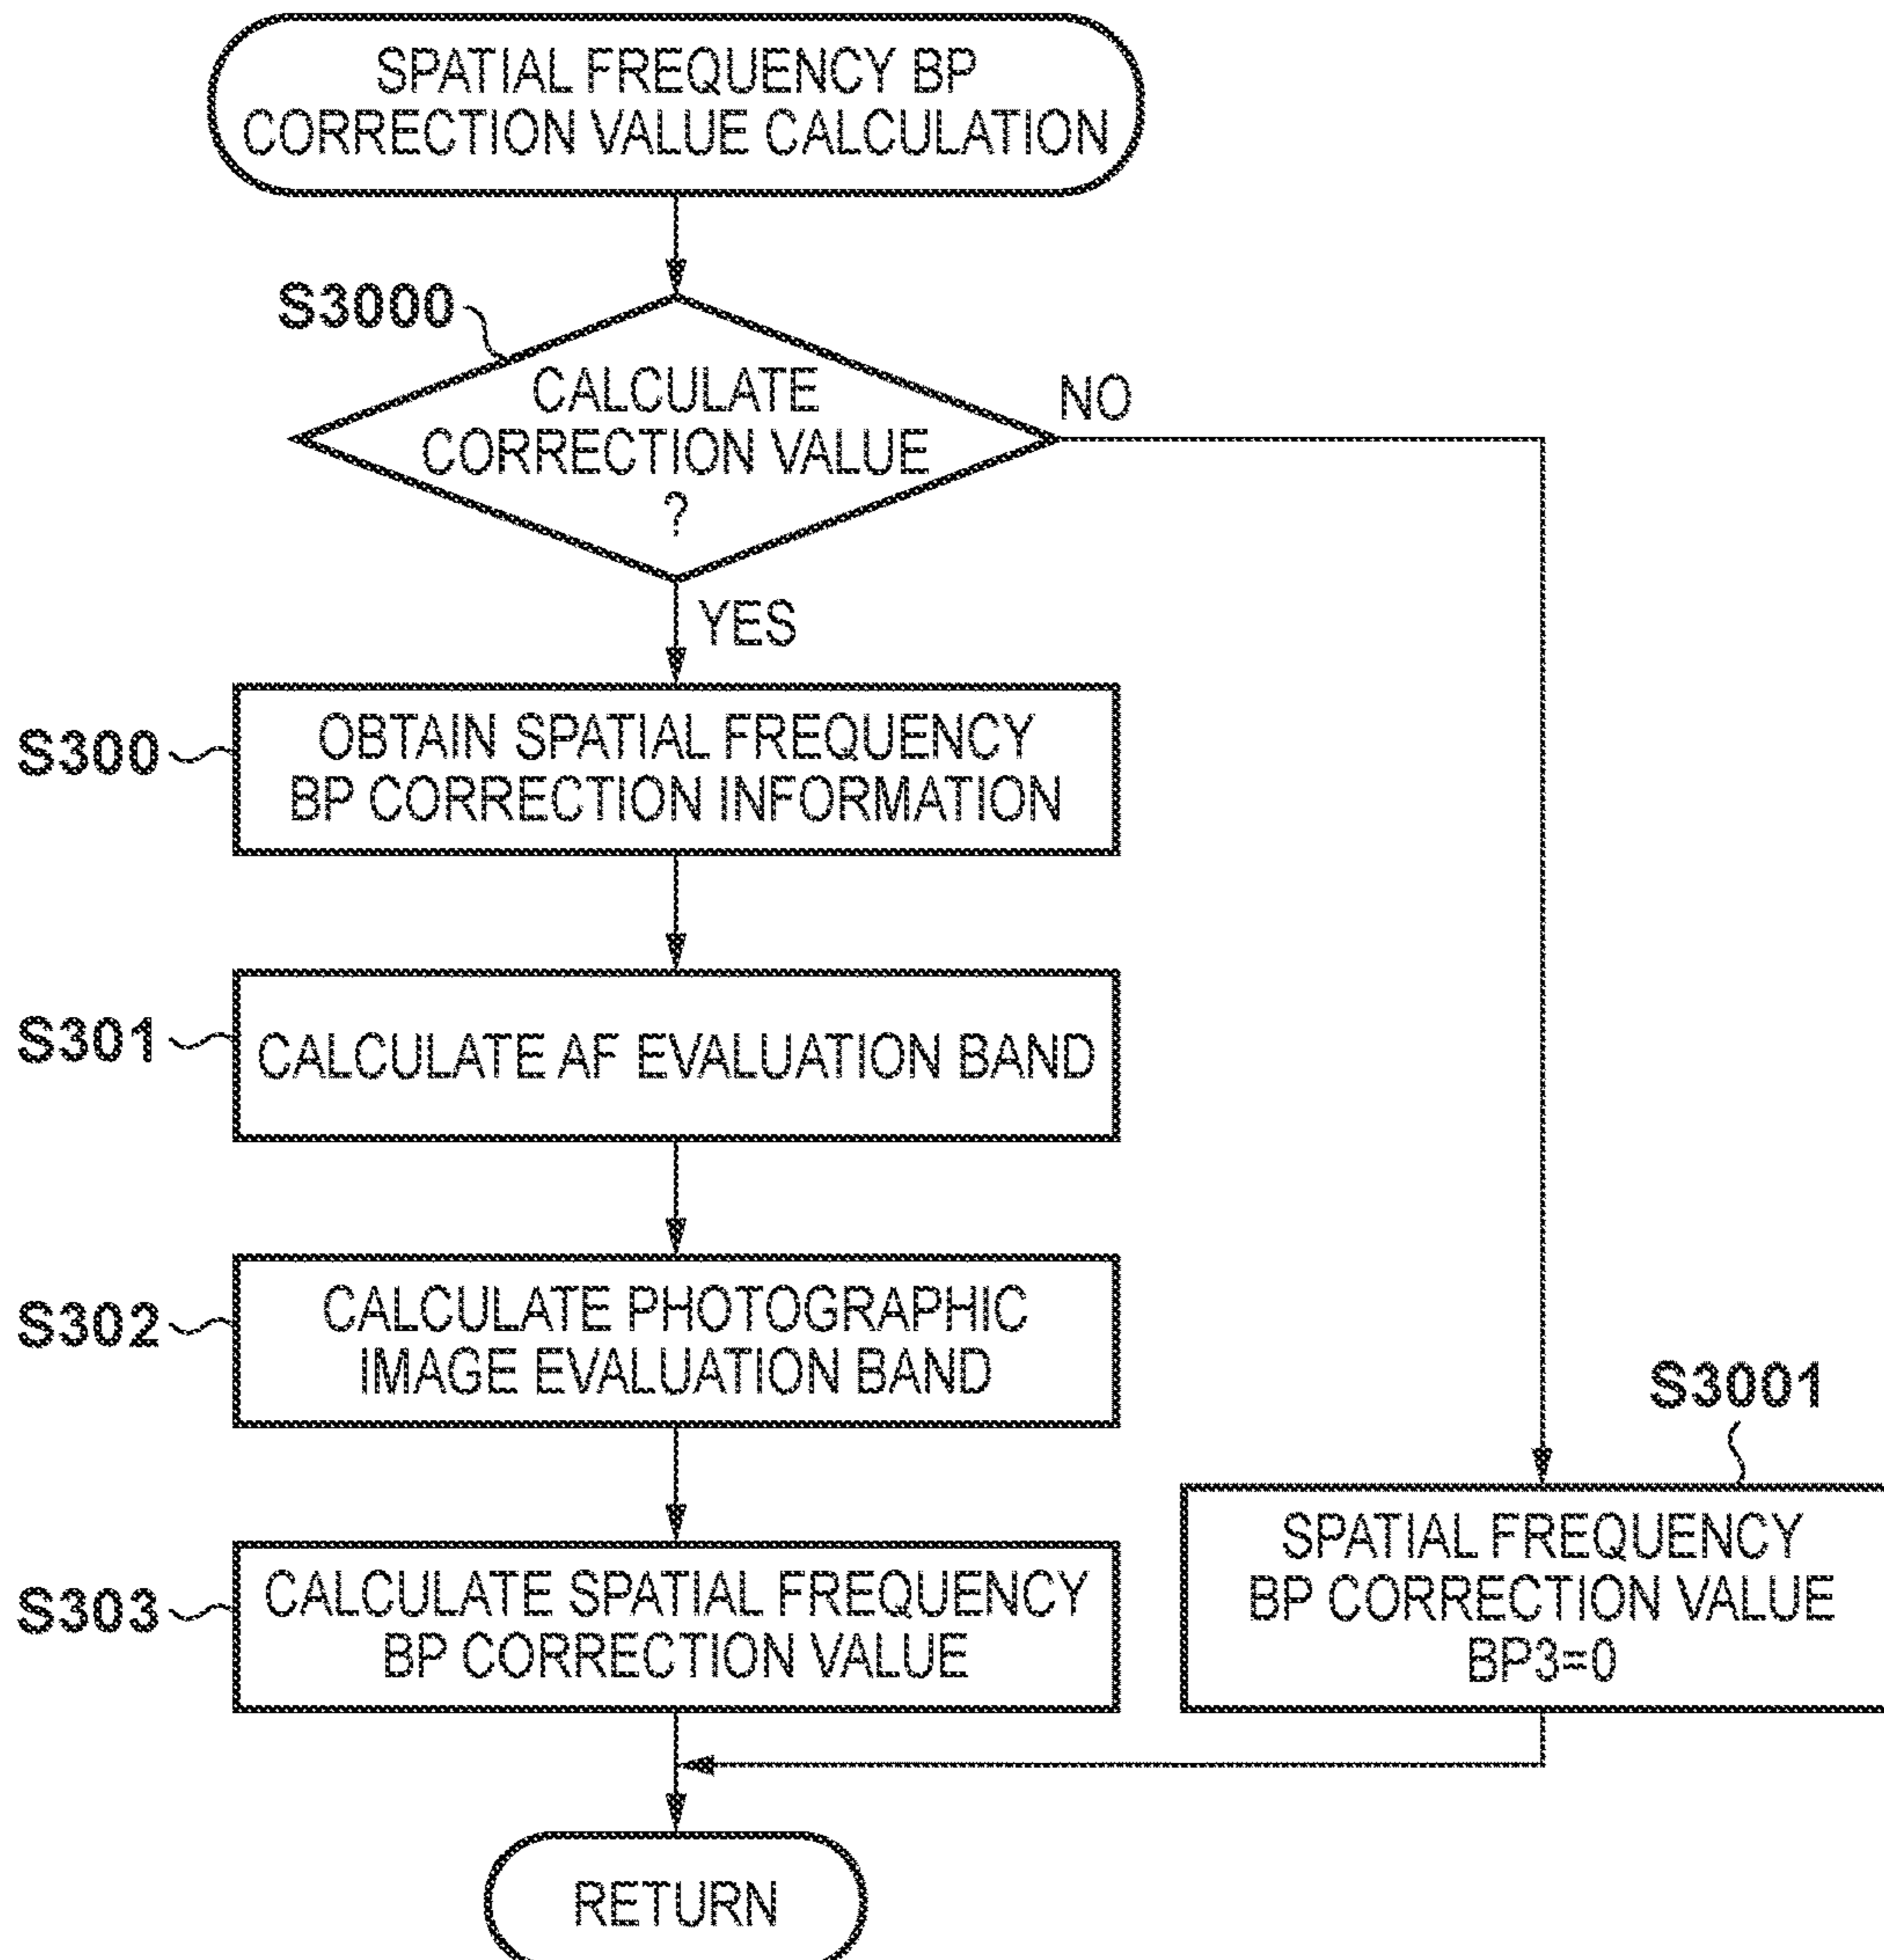 SPATIAL FREQUENCY BP
CORRECTION VALUE CALCULATION
S3000
CALCULATE
CORRECTION VALUE
?
NO
YES
S300
OBTAIN SPATIAL FREQUENCY
BP CORRECTION INFORMATION
S301
CALCULATE AF EVALUATION BAND
S302
CALCULATE PHOTOGRAPHIC
IMAGE EVALUATION BAND
S3001
SPATIAL FREQUENCY
BP CORRECTION VALUE
BP3=0
S303
CALCULATE SPATIAL FREQUENCY
BP CORRECTION VALUE
RETURN